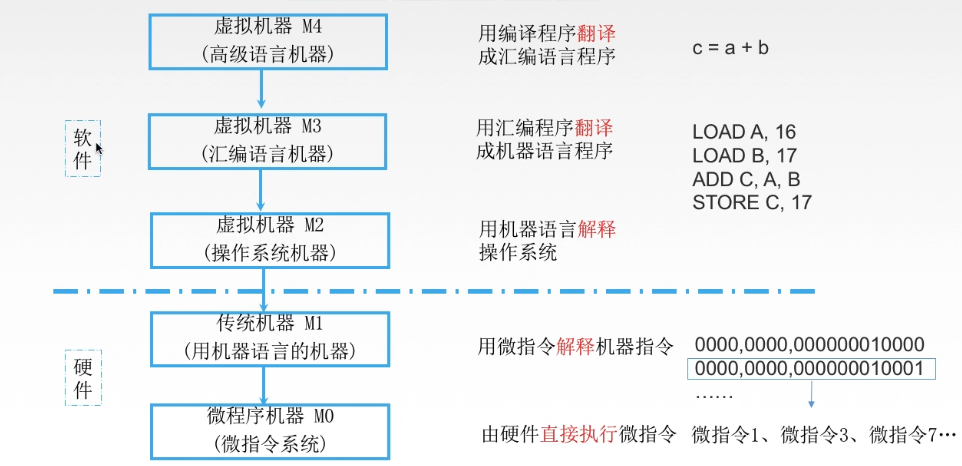 虚拟机器 M4
(高级语言机器)
用编译程序翻译
成汇编语言程序
c = a + b
软
件
虚拟机器 M3
(汇编语言机器)
用汇编程序翻译
成机器语言程序
LOAD A, 16
LOAD B, 17
ADD C, A, B
STORE C, 17
虚拟机器 M2
(操作系统机器)
用机器语言解释
操作系统
硬
件
传统机器 M1
(用机器语言的机器)
用微指令解释机器指令
0000,0000,000000010000
0000,0000,000000010001
......
微程序机器 M0
(微指令系统)
由硬件直接执行微指令
微指令1、微指令3、微指令7…